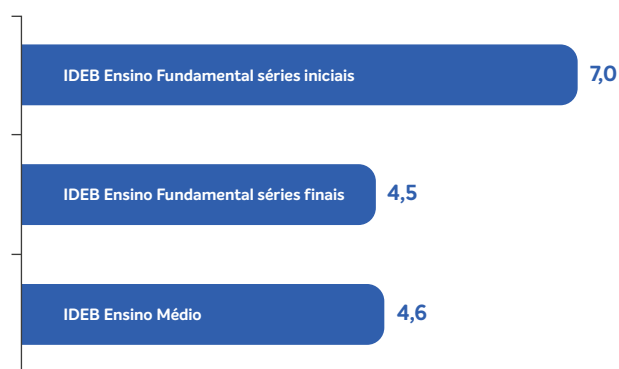 IDEB Ensino Fundamental séries iniciais 7,0
IDEB Ensino Fundamental séries finais 4,5
IDEB Ensino Médio 4,6